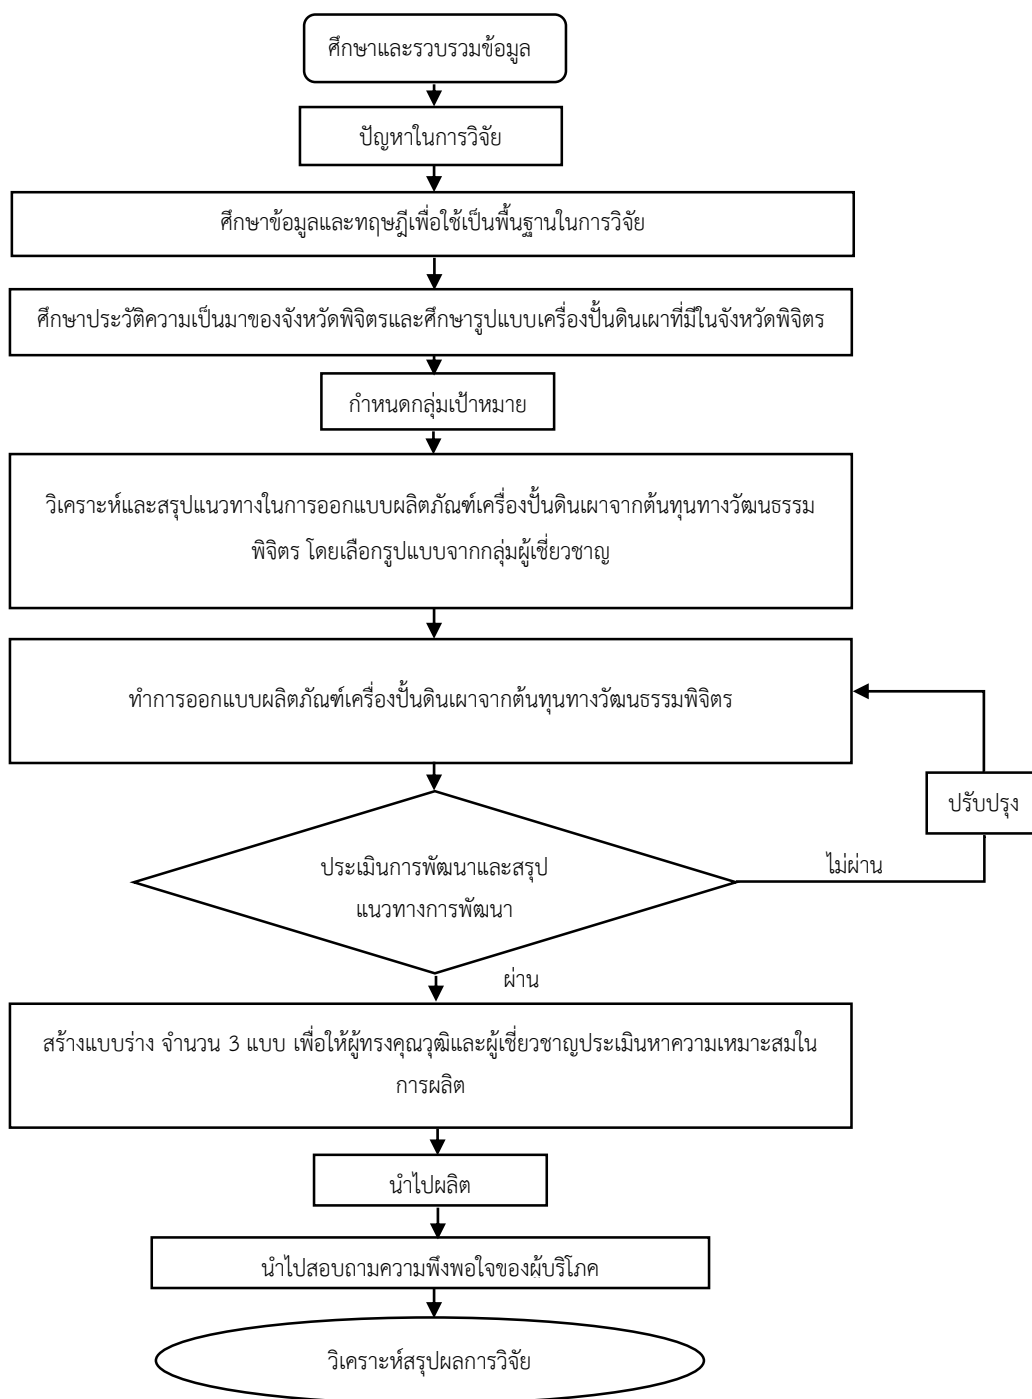 ศึกษาและรวบรวมข้อมูล
ปัญหาในการวิจัย
ศึกษาข้อมูลและทฤษฎีเพื่อใช้เป็นพื้นฐานในการวิจัย
ศึกษาประวัติความเป็นมาของจังหวัดพิจิตรและศึกษารูปแบบเครื่องปั้นดินเผาที่มีในจังหวัดพิจิตร
กำหนดกลุ่มเป้าหมาย
วิเคราะห์และสรุปแนวทางในการออกแบบผลิตภัณฑ์เครื่องปั้นดินเผาจากต้นทุนทางวัฒนธรรม
พิจิตร โดยเลือกรูปแบบจากกลุ่มผู้เชี่ยวชาญ
ทำการออกแบบผลิตภัณฑ์เครื่องปั้นดินเผาจากต้นทุนทางวัฒนธรรมพิจิตร
ปรับปรุง
ประเมินการพัฒนาและสรุป
แนวทางการพัฒนา
ไม่ผ่าน
ผ่าน
สร้างแบบร่าง จำนวน 3 แบบ เพื่อให้ผู้ทรงคุณวุฒิและผู้เชี่ยวชาญประเมินหาความเหมาะสมใน
การผลิต
นำไปผลิต
นำไปสอบถามความพึงพอใจของผู้บริโภค
วิเคราะห์สรุปผลการวิจัย